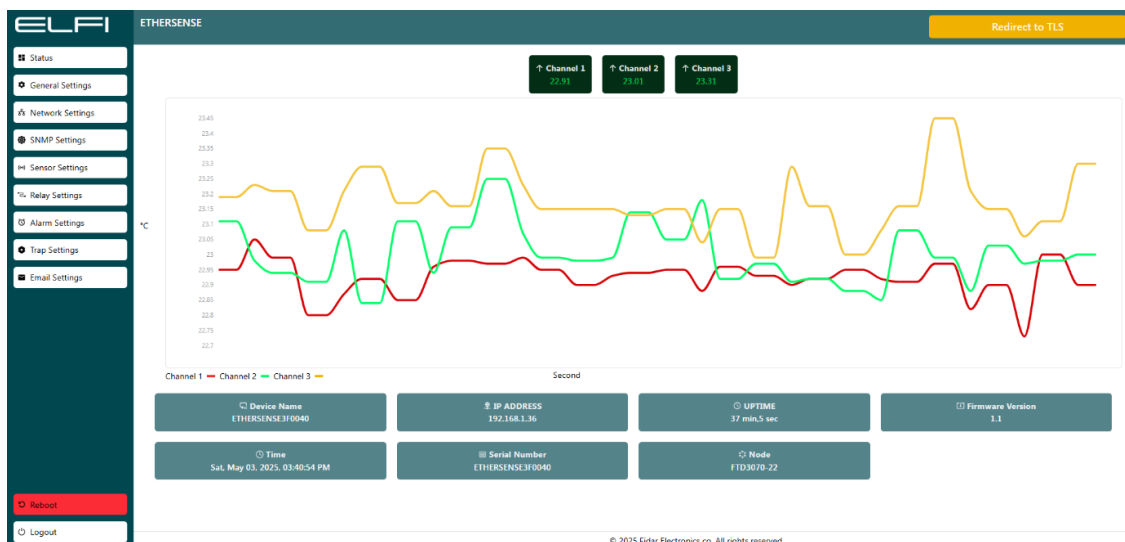 ELFI
ETHERSENSE
Redirect to TLS
Status
General Settings
Network Settings
SNMP Settings
Sensor Settings
Relay Settings
Alarm Settings
Trap Settings
Email Settings
Reboot
Logout
↑ Channel 1
22.91
↑ Channel 2
23.01
↑ Channel 3
23.31
23.45
23.4
23.35
23.3
23.25
23.2
23.15
23.1
23.05
23
22.95
22.9
22.85
22.8
22.75
22.7
°C
Channel 1 Channel 2 Channel 3
Second
Device Name
ETHERSENSE3F0040
IP ADDRESS
192.168.1.36
UPTIME
37 min,5 sec
Firmware Version
1.1
Time
Sat, May 03, 2025, 03:40:54 PM
Serial Number
ETHERSENSE3F0040
Node
FTD3070-22
© 2025 Fidar Electronics co. All rights reserved